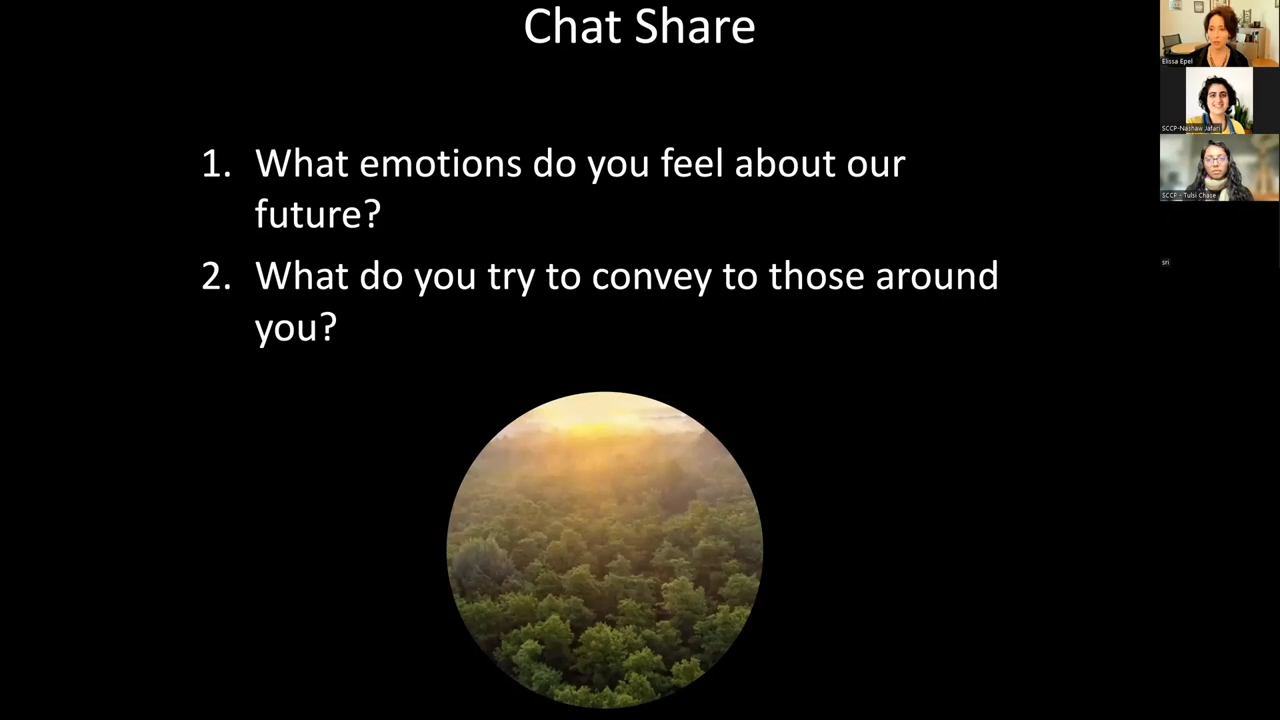 Chat Share
1. What emotions do you feel about our
future?
2. What do you try to convey to those around
you?
Elissa Epel
SCCP-Nashaw Jafari
SCCP - Tulsi Chase
sri